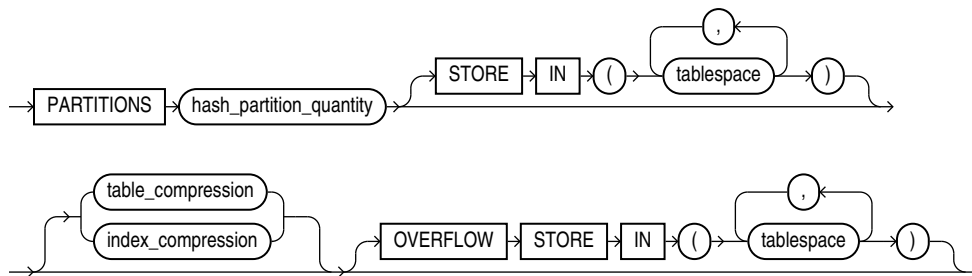 ,
STORE IN ( tablespace )
PARTITIONS hash_partition_quantity
table_compression
,
index_compression OVERFLOW STORE IN ( tablespace )